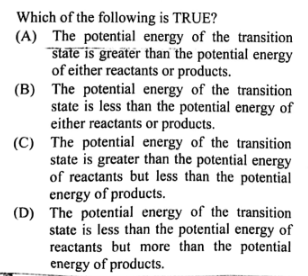 Which of the following is TRUE?
(A) The potential energy of the transition
state is greater than the potential energy
of either reactants or products.
(B) The potential energy of the transition
state is less than the potential energy of
either reactants or products.
(C) The potential energy of the transition
state is greater than the potential energy
of reactants but less than the potential
energy of products.
(D) The potential energy of the transition
state is less than the potential energy of
reactants but more than the potential
energy of products.